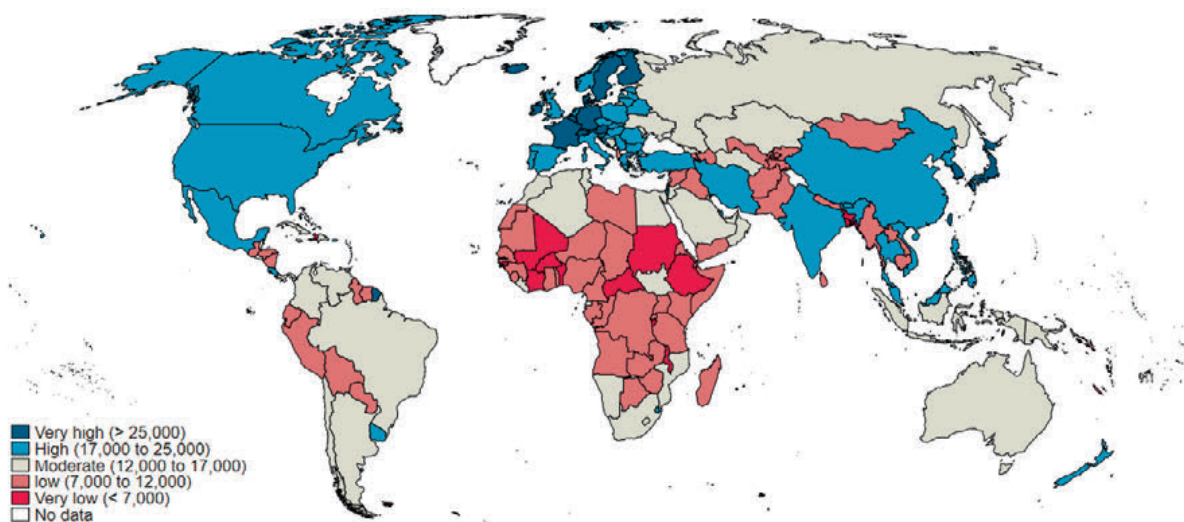 Very high (> 25,000)
High (17,000 to 25,000)
Moderate (12,000 to 17,000)
low (7,000 to 12,000)
Very low (< 7,000)
No data